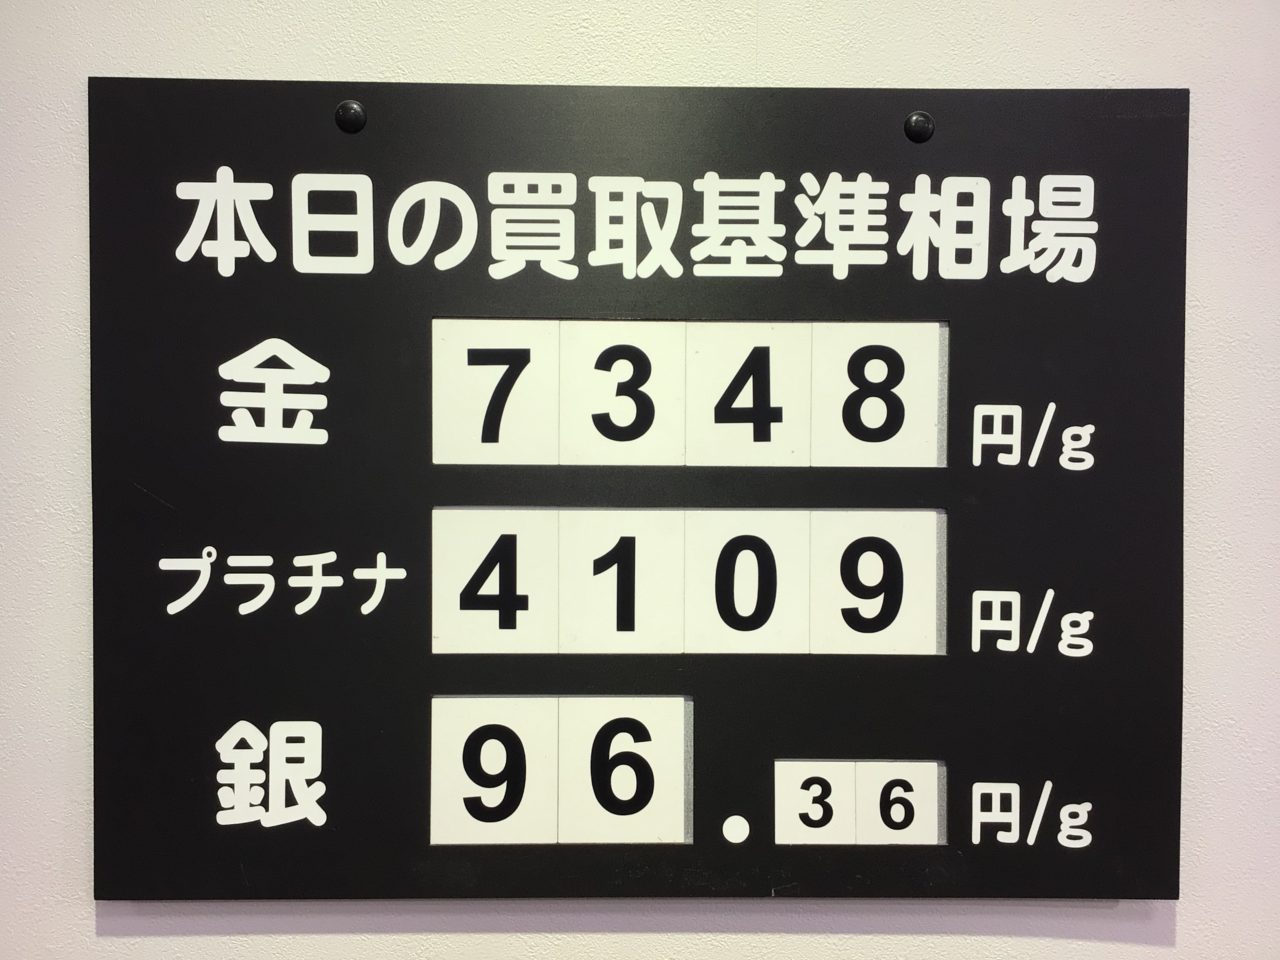 本日の買取基準相場
金 7348 円/g
プラチナ 4109 円/g
銀 96.36 円/g